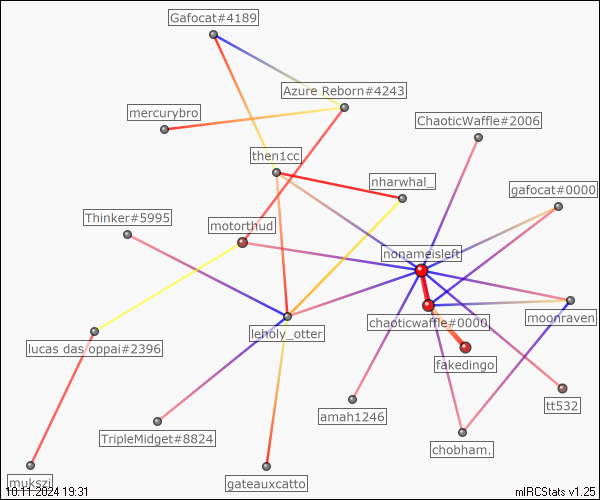 Gafocat#4189
Azure Reborn#4243
mercurybro
ChaoticWaffle#2006
then1cc
nharwhal_
gafocat#0000
Thinker#5995
motorthud
nonameisleft
chaoticwaffle#0000
moonraven
leholy_otter
lucas das oppai#2396
fakedingo
tt532
amah1246
TripleMidget#8824
chobham.
mukszi
gateauxcatto
10.11.2024 19:31
mIRCStats v1.25